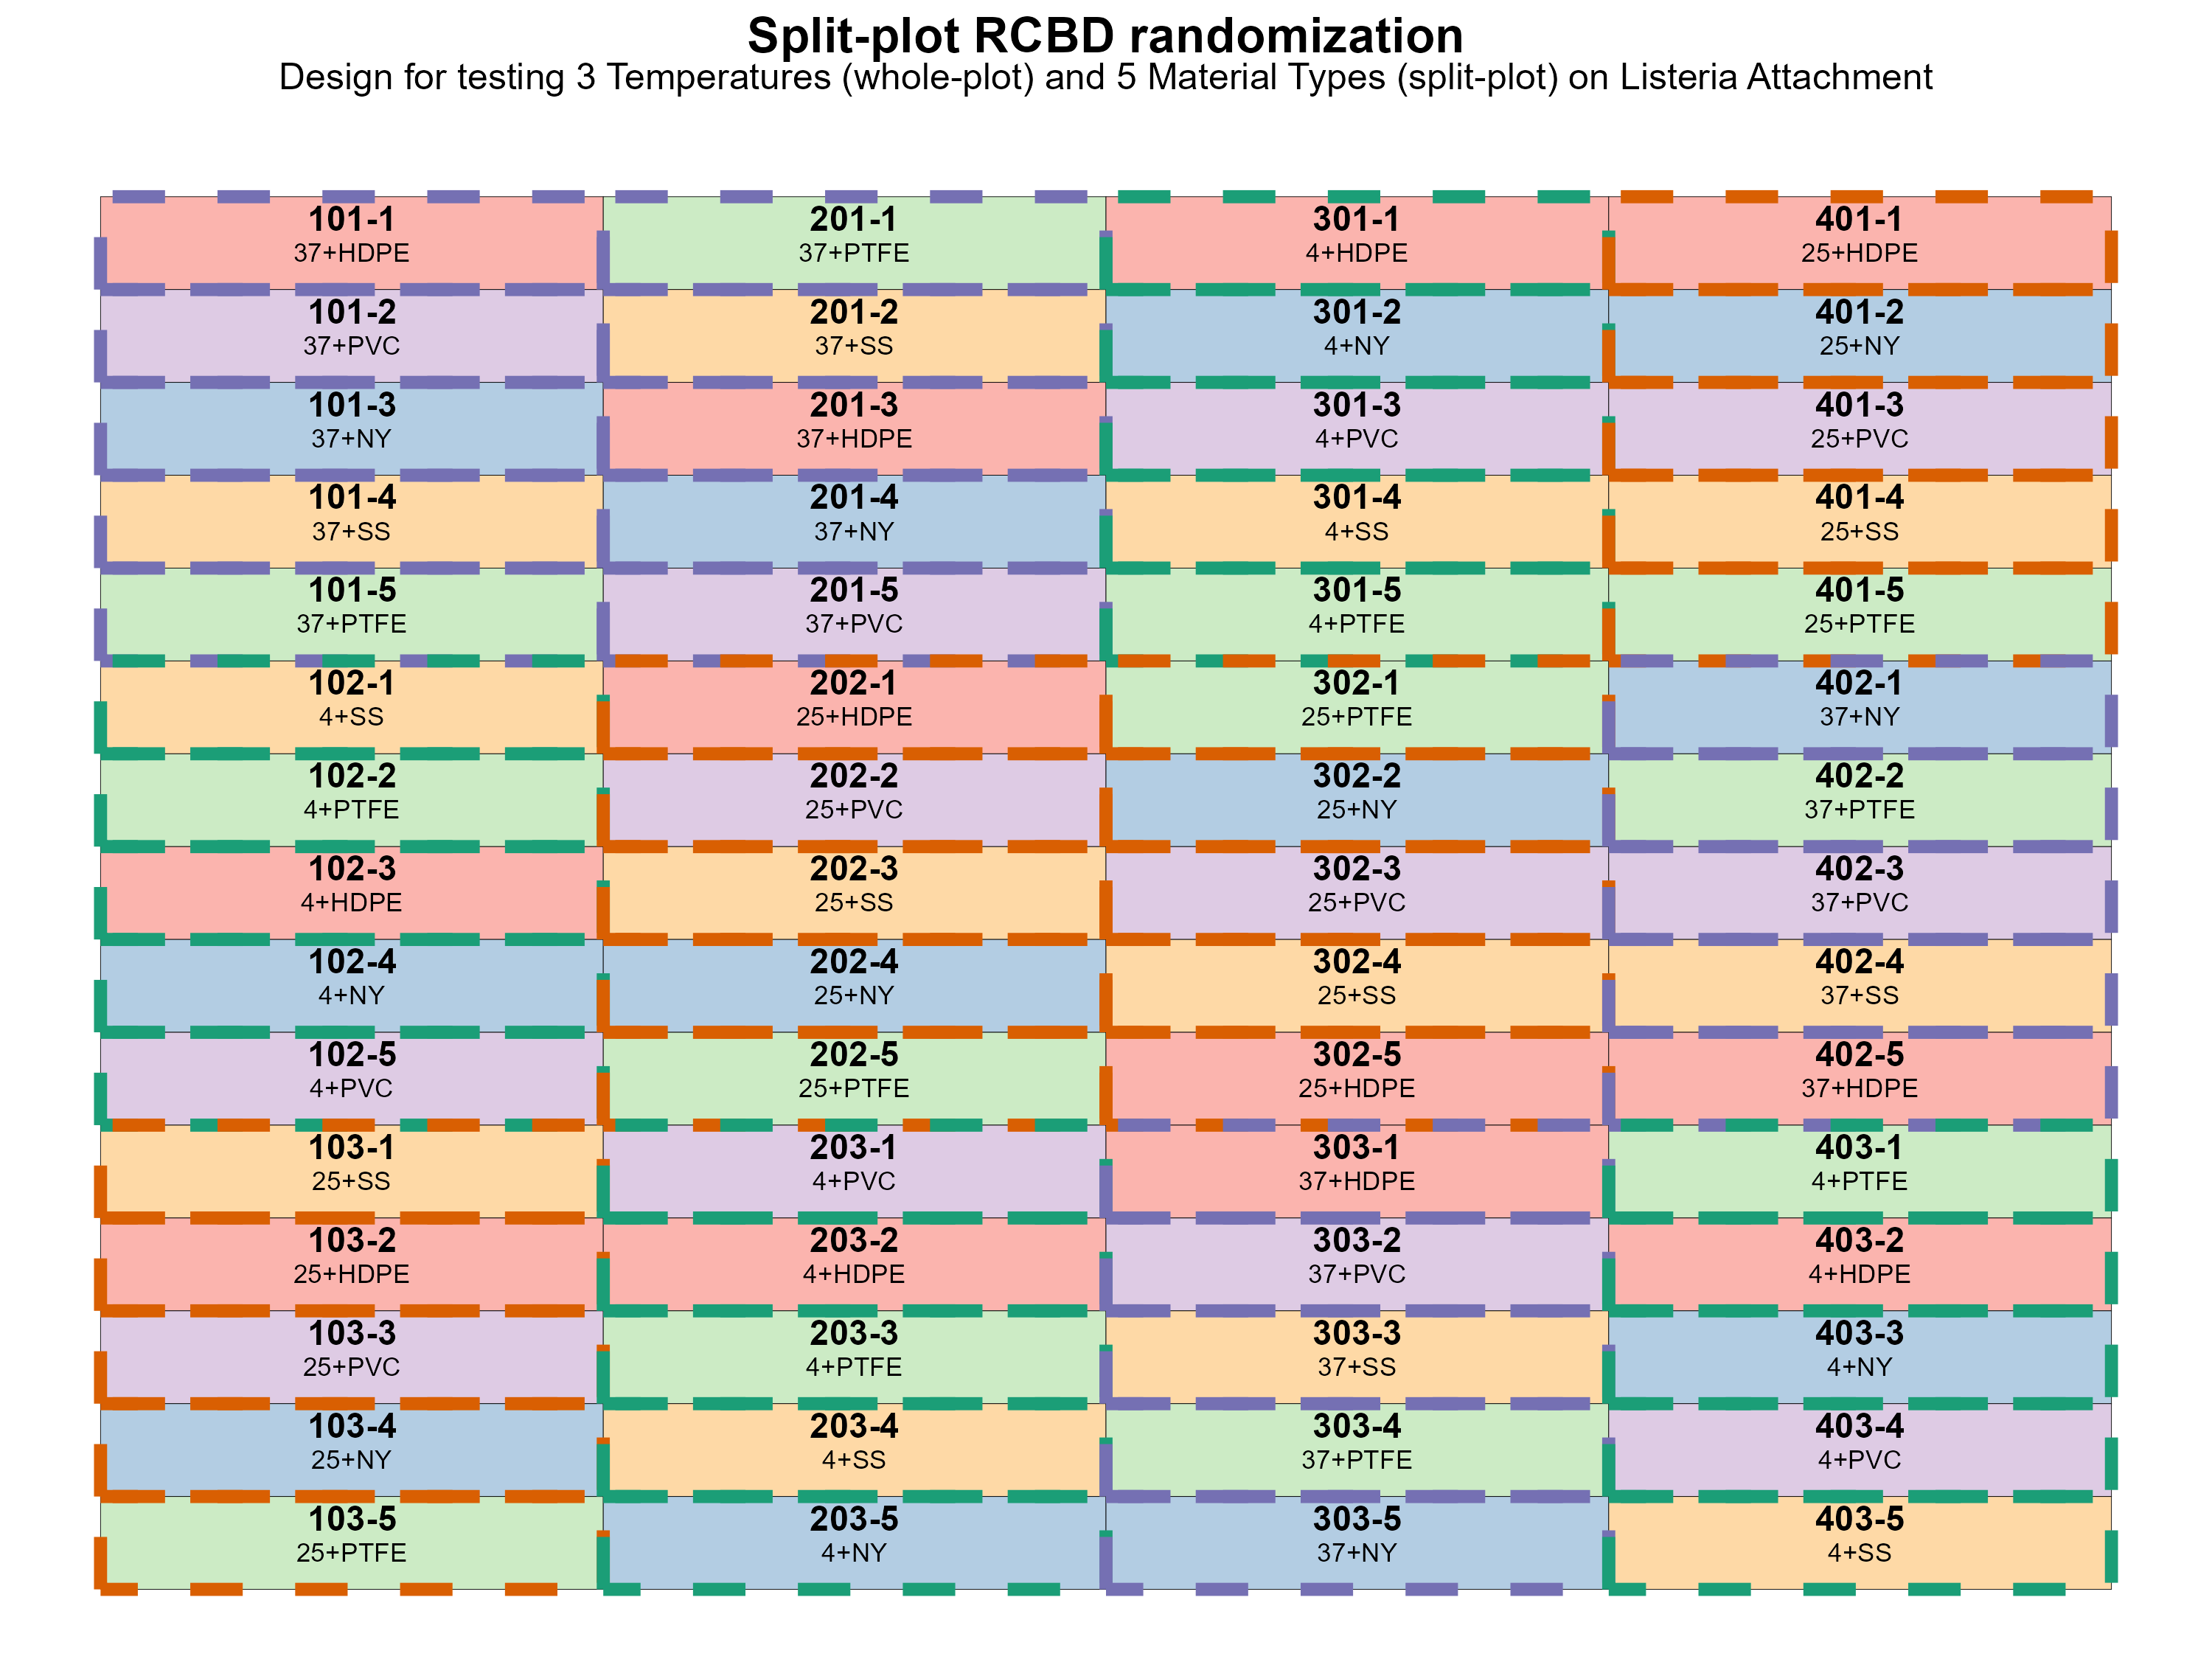 Split-plot RCBD randomization
Design for testing 3 Temperatures (whole-plot) and 5 Material Types (split-plot) on Listeria Attachment
101-1 201-1 301-1 401-1
37+HDPE 37+PTFE 4+HDPE 25+HDPE
101-2 201-2 301-2 401-2
37+PVC 37+SS 4+NY 25+NY
101-3 201-3 301-3 401-3
37+NY 37+HDPE 4+PVC 25+PVC
101-4 201-4 301-4 401-4
37+SS 37+NY 4+SS 25+SS
101-5 201-5 301-5 401-5
37+PTFE 37+PVC 4+PTFE 25+PTFE
102-1 202-1 302-1 402-1
4+SS 25+HDPE 25+PTFE 37+NY
102-2 202-2 302-2 402-2
4+PTFE 25+PVC 25+NY 37+PTFE
102-3 202-3 302-3 402-3
4+HDPE 25+SS 25+PVC 37+PVC
102-4 202-4 302-4 402-4
4+NY 25+NY 25+SS 37+SS
102-5 202-5 302-5 402-5
4+PVC 25+PTFE 25+HDPE 37+HDPE
103-1 203-1 303-1 403-1
25+SS 4+PVC 37+HDPE 4+PTFE
103-2 203-2 303-2 403-2
25+HDPE 4+HDPE 37+PVC 4+HDPE
103-3 203-3 303-3 403-3
25+PVC 4+PTFE 37+SS 4+NY
103-4 203-4 303-4 403-4
25+NY 4+SS 37+PTFE 4+PVC
103-5 203-5 303-5 403-5
25+PTFE 4+NY 37+NY 4+SS